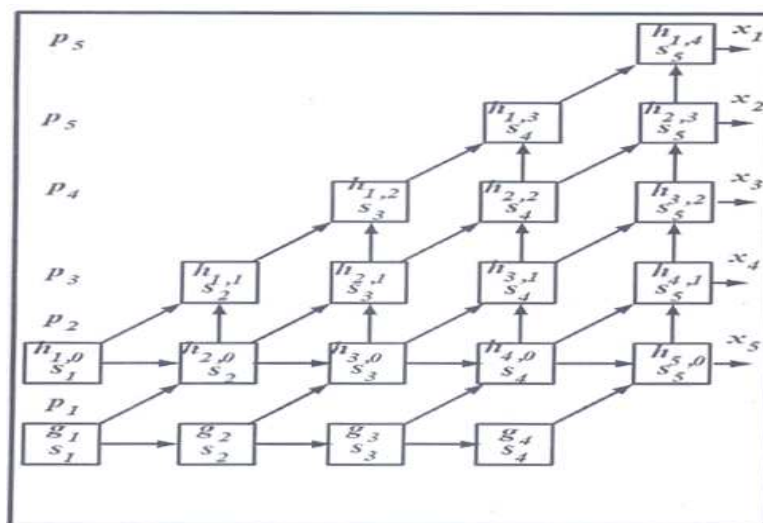 p5 h1,4 x1
s5
p5 h1,3 h2,3 x2
s4 s5
p4 h1,2 h2,2 h3,2 x3
s3 s4 s5
p3 h1,1 h2,1 h3,1 h4,1 x4
s2 s3 s4 s5
p2
h1,0 h2,0 h3,0 h4,0 h5,0 x5
s1 s2 s3 s4 s5
p1
g1 g2 g3 g4
s1 s2 s3 s4